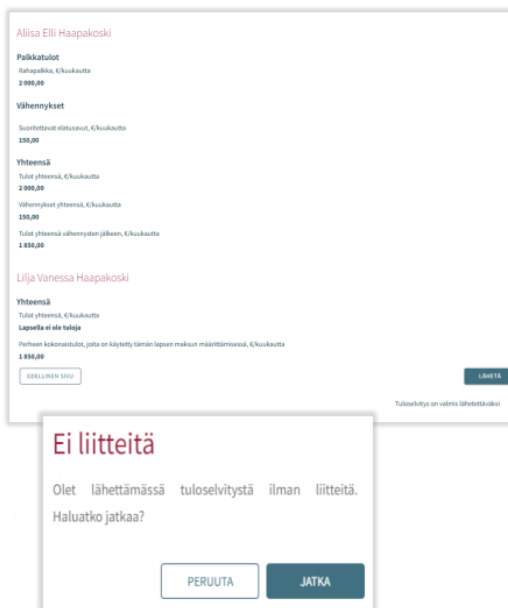 Aliisa Elli Haapakoski
Palkkatulot
Rahapalkka, €/kuukautta
2 000,00
Vähennykset
Suoritettavat elatusavut, €/kuukautta
150,00
Yhteensä
Tulot yhteensä, €/kuukautta
2 000,00
Vähennykset yhteensä, €/kuukautta
150,00
Tulot yhteensä vähennysten jälkeen, €/kuukautta
1 850,00
Lilja Vanessa Haapakoski
Yhteensä
Tulot yhteensä, €/kuukautta
Lapsella ei ole tuloja
Perheen kokonaistulot, joita on käytetty tämän lapsen maksun määrittämisessä, €/kuukautta
1 850,00
EDELLINEN SIVU
LÄHETÄ
Tuloselvitys on valmis lähetettäväksi
Ei liitteitä
Olet lähettämässä tuloselvitystä ilman liitteitä.
Haluatko jatkaa?
PERUUTA
JATKA